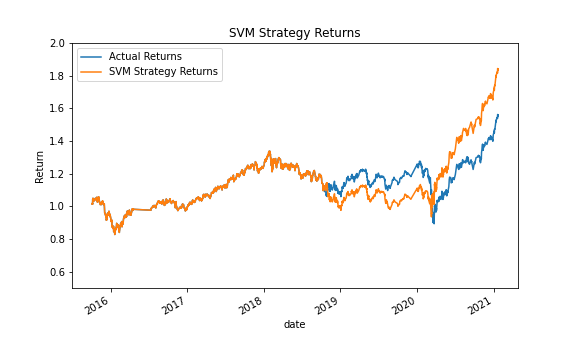 SVM Strategy Returns
Actual Returns
SVM Strategy Returns
Return
2.0
1.8
1.6
1.4
1.2
1.0
0.8
0.6
2016
2017
2018
2019
2020
2021
date